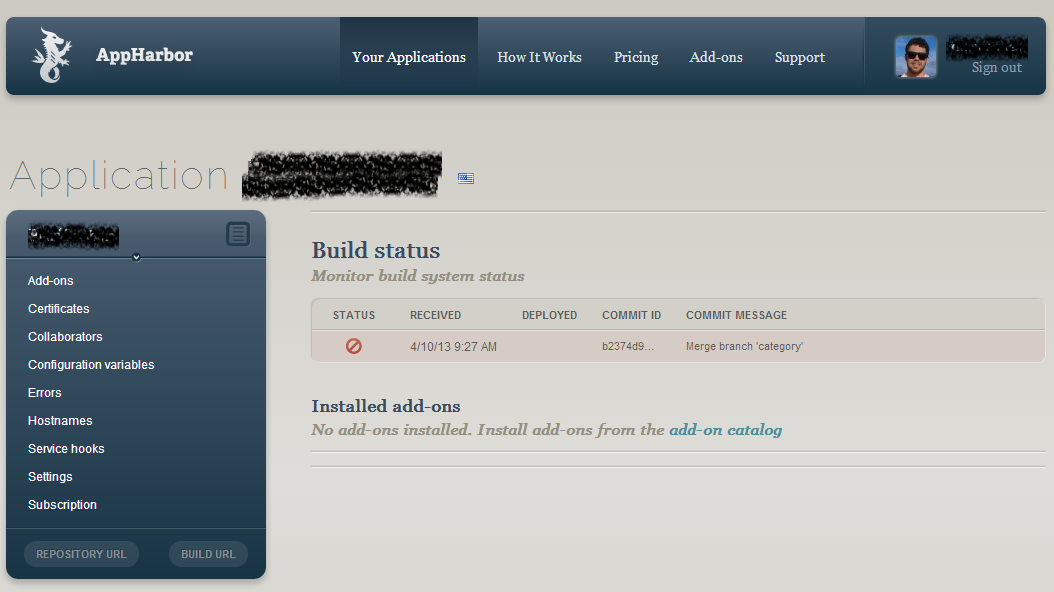 AppHarbor
Your Applications
How It Works
Pricing
Add-ons
Support
Sign out
Application
Add-ons
Certificates
Collaborators
Configuration variables
Errors
Hostnames
Service hooks
Settings
Subscription
REPOSITORY URL
BUILD URL
Build status
Monitor build system status
STATUS RECEIVED DEPLOYED COMMIT ID COMMIT MESSAGE
4/10/13 9:27 AM b2374d9... Merge branch 'category'
Installed add-ons
No add-ons installed. Install add-ons from the add-on catalog